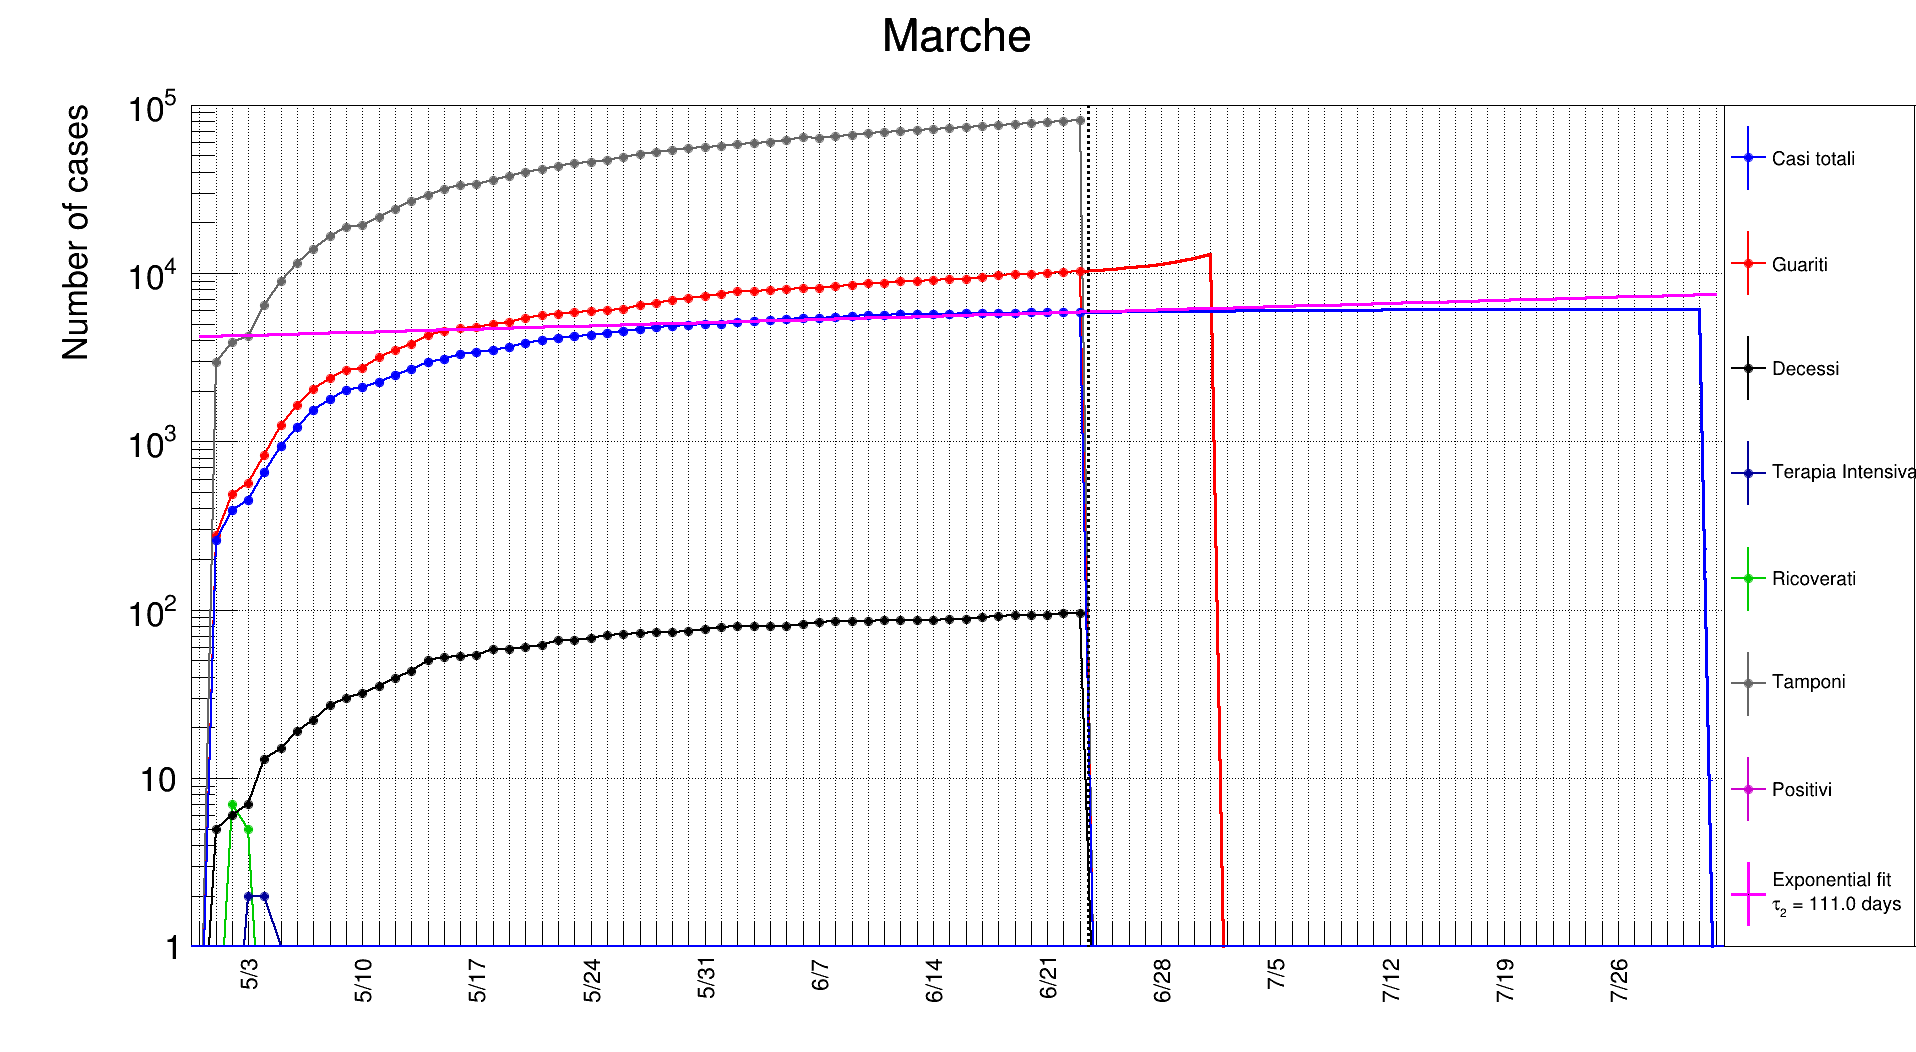 Marche
Number of cases
10^5
10^4
10^3
10^2
10
1
5/3
5/10
5/17
5/24
5/31
6/7
6/14
6/21
6/28
7/5
7/12
7/19
7/26
Casi totali
Guariti
Decessi
Terapia Intensiva
Ricoverati
Tamponi
Positivi
Exponential fit
τ₂ = 111.0 days